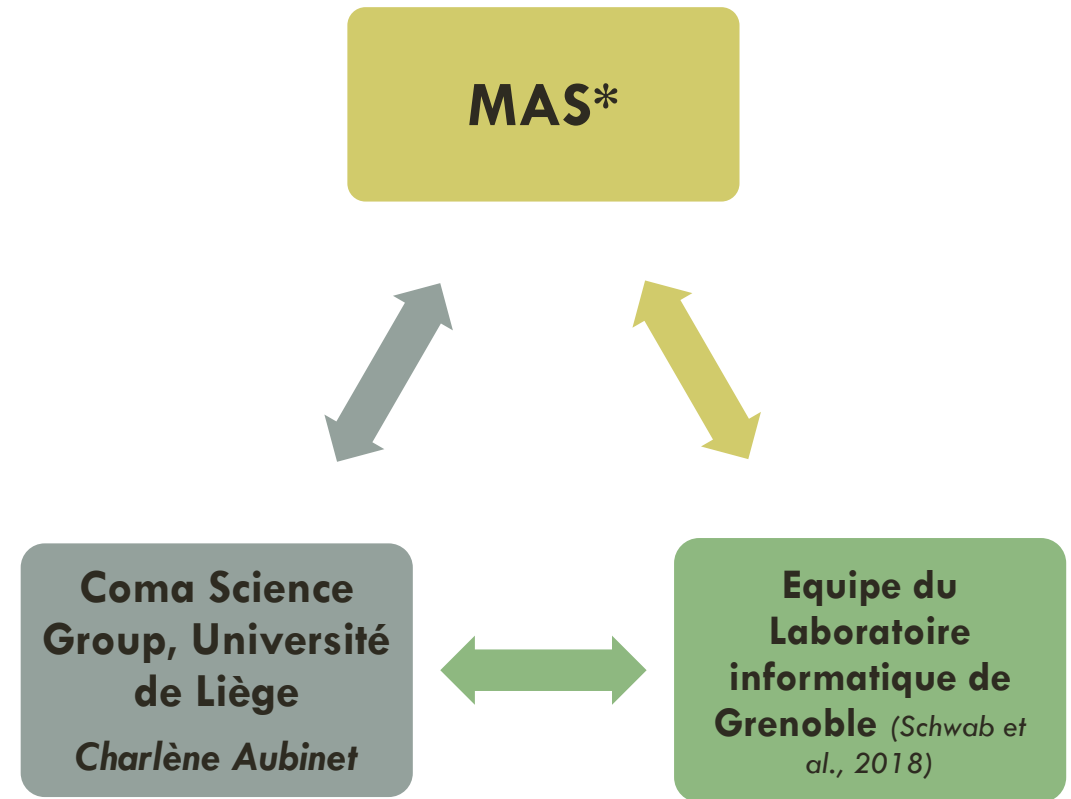 MAS*
Coma Science
Group, Université
de Liège
Charlène Aubinet
Equipe du
Laboratoire
informatique de
Grenoble (Schwab et
al., 2018)